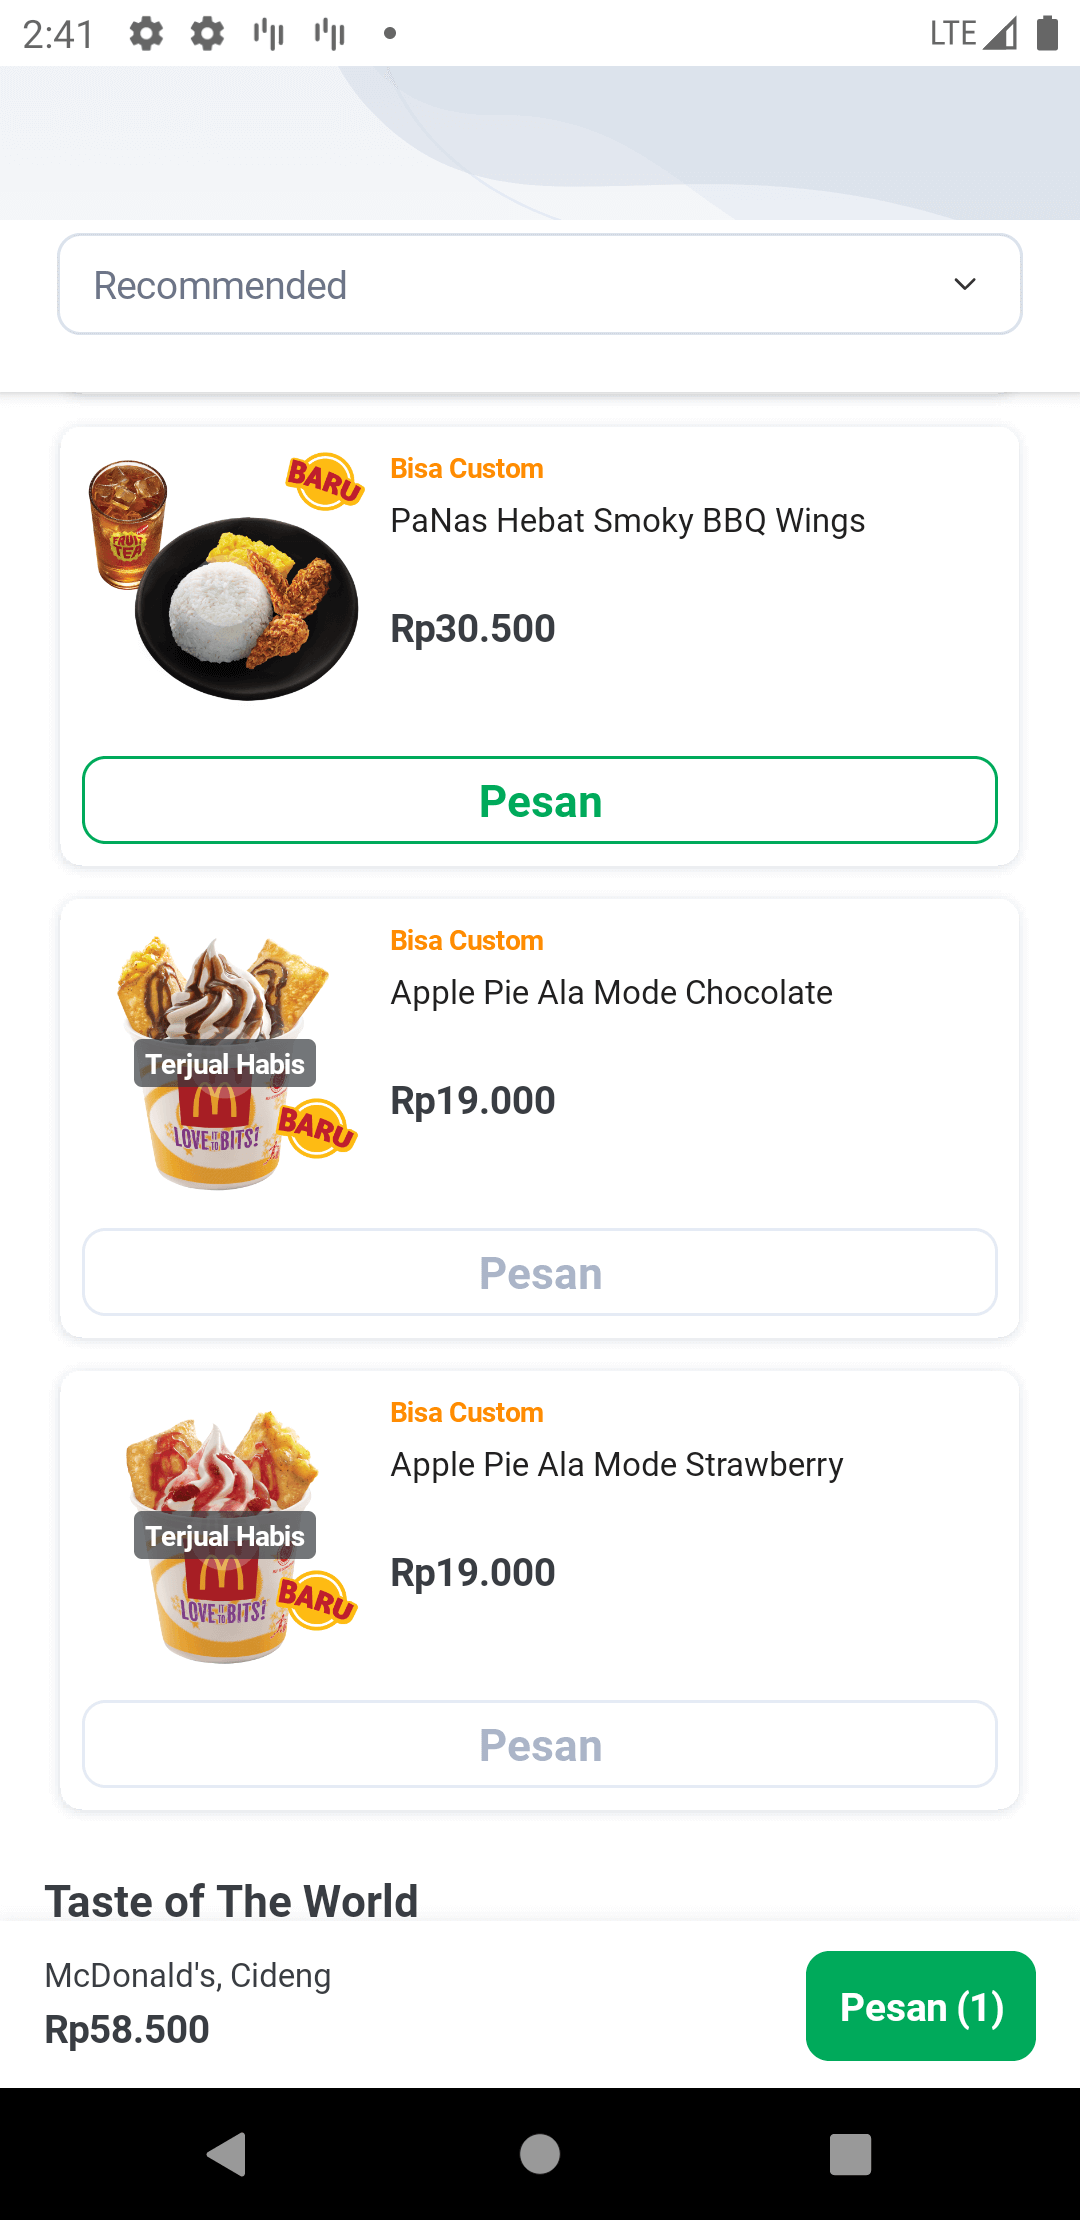 2:41
LTE
Recommended
BARU
FRUIT
TEA
Bisa Custom
PaNas Hebat Smoky BBQ Wings
Rp30.500
Pesan
Bisa Custom
Apple Pie Ala Mode Chocolate
Terjual Habis
Rp19.000
BARU
LOVE IT TO BITS!
Pesan
Bisa Custom
Apple Pie Ala Mode Strawberry
Terjual Habis
Rp19.000
BARU
LOVE IT TO BITS!
Pesan
Taste of The World
McDonald's, Cideng
Rp58.500
Pesan (1)